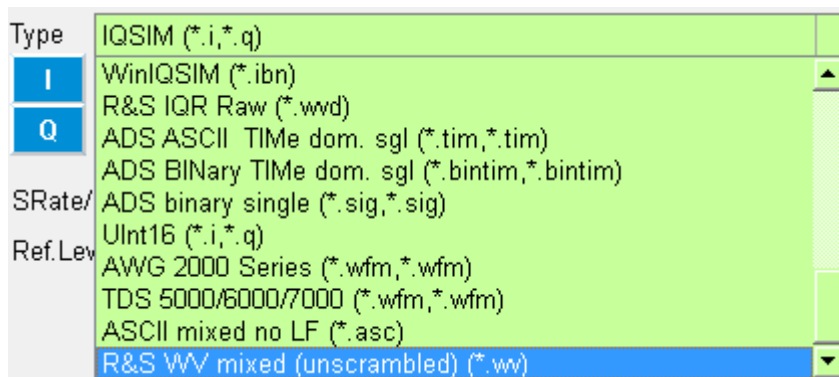 Type IQSIM (*.i,*.q)
I WinIQSIM (*.ibn)
R&S IQR Raw (*.wvd)
Q ADS ASCII  TIMe dom. sgl (*.tim,*.tim)
ADS BINary TIMe dom. sgl (*.bintim,*.bintim)
SRate/ ADS binary single (*.sig,*.sig)
UInt16 (*.i,*.q)
Ref.Lev AWG 2000 Series (*.wfm,*.wfm)
TDS 5000/6000/7000 (*.wfm,*.wfm)
ASCII mixed no LF (*.asc)
R&S WV mixed (unscrambled) (*.wv)